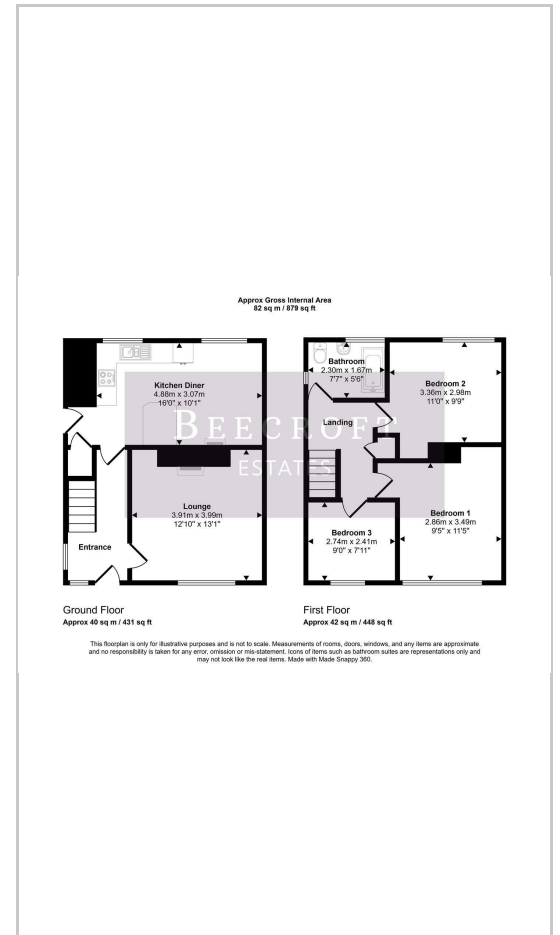 Approx Gross Internal Area
82 sq m / 879 sq ft
Kitchen Diner
4.88m x 3.07m
16'0" x 10'1"
Bathroom
2.30m x 1.67m
7'7" x 5'6"
Bedroom 2
3.36m x 2.98m
11'0" x 9'9"
Landing
BEECROFT
ESTATES
Lounge
3.91m x 3.99m
12'10" x 13'1"
Entrance
Bedroom 3
2.74m x 2.41m
9'0" x 7'11"
Bedroom 1
2.86m x 3.49m
9'5" x 11'5"
Ground Floor
Approx 40 sq m / 431 sq ft
First Floor
Approx 42 sq m / 448 sq ft
This floorplan is only for illustrative purposes and is not to scale. Measurements of rooms, doors, windows, and any items are approximate
and no responsibility is taken for any error, omission or mis-statement. Icons of items such as bathroom suites are representations only and
may not look like the real items. Made with Made Snappy 360.